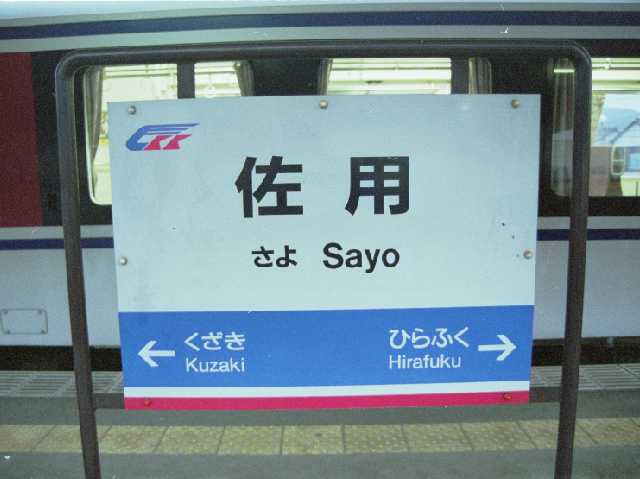 佐用
さよ Sayo
← くざき ひらふく →
Kuzaki Hirafuku